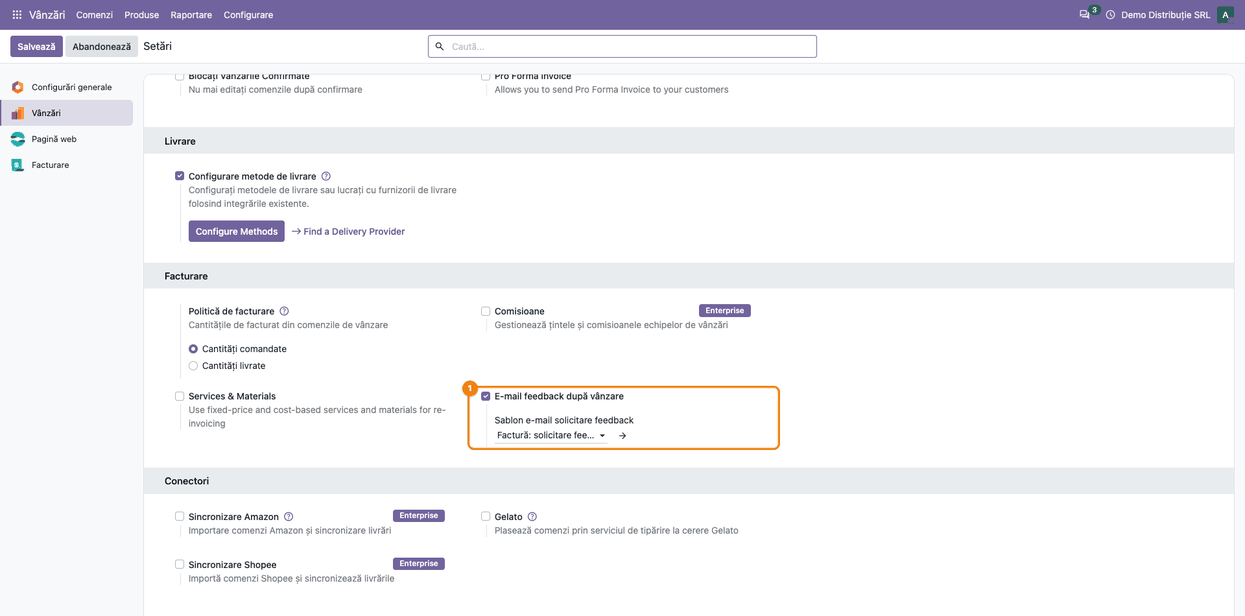 Vânzări Comenzi Produse Raportare Configurare 3 Demo Distribuție SRL A
Salvează Abandonează Setări Caută...
Configurări generale
Vânzări
Pagină web
Facturare
Blocați Vânzările Confirmate
Nu mai editați comenzile după confirmare
Pro Forma Invoice
Allows you to send Pro Forma Invoice to your customers
Livrare
Configurare metode de livrare ?
Configurați metodele de livrare sau lucrați cu furnizorii de livrare
folosind integrările existente.
Configure Methods → Find a Delivery Provider
Facturare
Politică de facturare ?
Cantitățile de facturat din comenzile de vânzare
Cantități comandate
Cantități livrate
Comisioane Enterprise
Gestionează țintele și comisioanele echipelor de vânzări
Services & Materials
Use fixed-price and cost-based services and materials for re-
invoicing
1
E-mail feedback după vânzare
Sablon e-mail solicitare feedback
Factură: solicitare fee... →
Conectori
Sincronizare Amazon ? Enterprise
Importare comenzi Amazon și sincronizare livrări
Gelato ?
Plasează comenzi prin serviciul de tipărire la cerere Gelato
Sincronizare Shopee Enterprise
Importă comenzi Shopee și sincronizează livrările